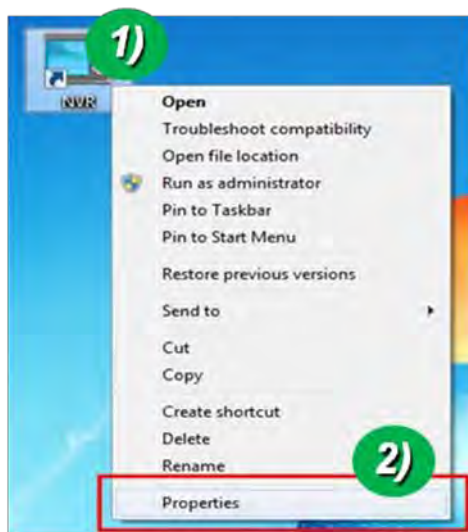 1)
NVR
Open
Troubleshoot compatibility
Open file location
Run as administrator
Pin to Taskbar
Pin to Start Menu
Restore previous versions
Send to
Cut
Copy
Create shortcut
Delete
2)
Rename
Properties